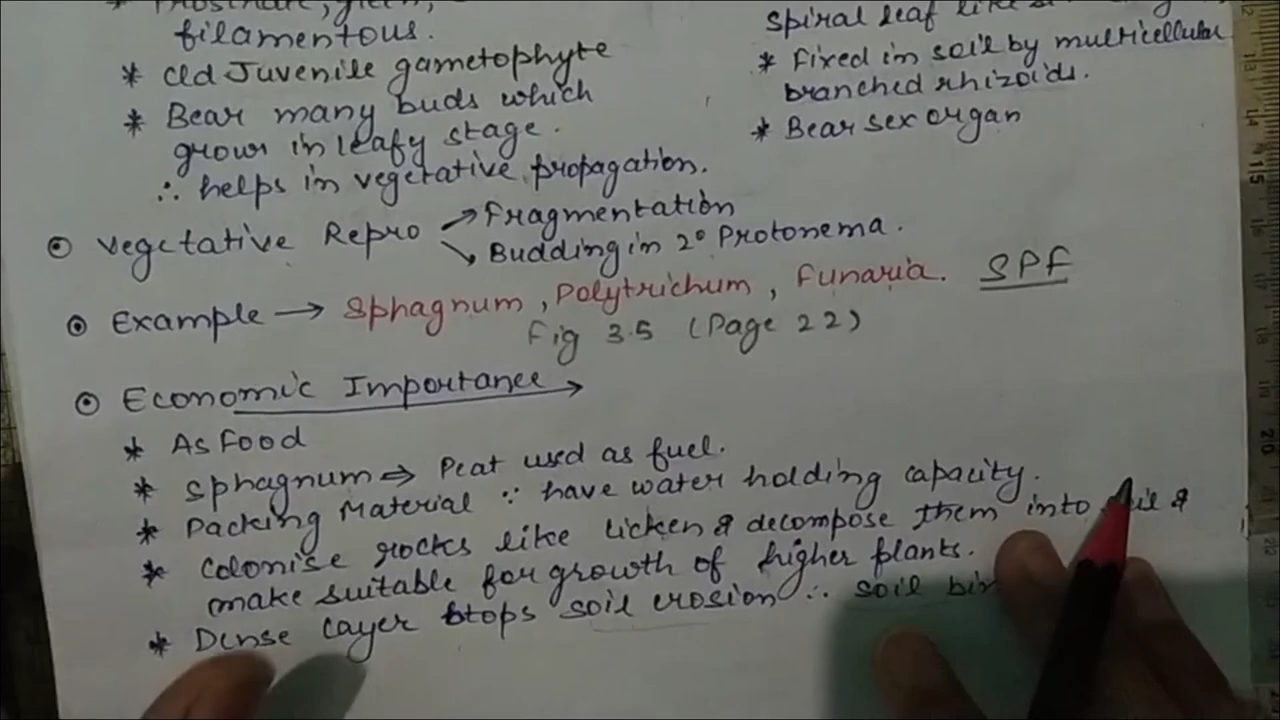 filamentous.
* Cld Juvenile gametophyte
* Bear many buds which
grow in leafy stage.
∴ helps in vegetative propagation.
spiral leaf like
* Fixed in soil by multicellular
branched rhizoids.
* Bear sex organ
⊙ Vegetative Repro → Fragmentation
↘ Budding in 2° Protonema.
⊙ Example → Sphagnum, Polytrichum, Funaria. SPF
Fig 3.5 (Page 22)
⊙ Economic Importance →
* As Food
* Sphagnum ⇒ Peat used as fuel.
* Packing Material ∵ have water holding capacity.
* Colonise rocks like licken & decompose them into &
make suitable for growth of higher plants.
* Dense layer stops soil erosion ∴ soil